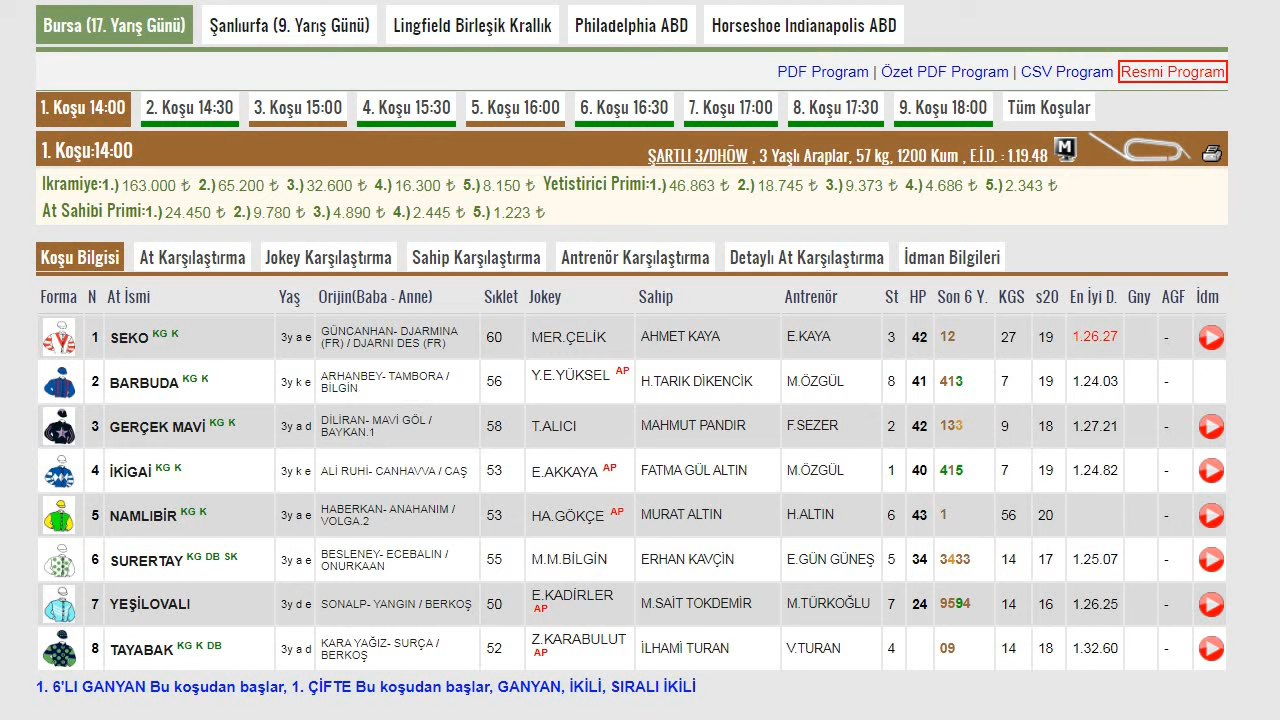 Bursa (17. Yarış Günü) Şanlıurfa (9. Yarış Günü) Lingfield Birleşik Krallık Philadelphia ABD Horseshoe Indianapolis ABD
PDF Program | Özet PDF Program | CSV Program Resmi Program
1. Koşu 14:00 2. Koşu 14:30 3. Koşu 15:00 4. Koşu 15:30 5. Koşu 16:00 6. Koşu 16:30 7. Koşu 17:00 8. Koşu 17:30 9. Koşu 18:00 Tüm Koşular
1. Koşu:14:00 ŞARTLI 3/DHÖW , 3 Yaşlı Araplar, 57 kg, 1200 Kum , E.İ.D. : 1.19.48 M
Ikramiye:1.) 163.000 ₺ 2.) 65.200 ₺ 3.) 32.600 ₺ 4.) 16.300 ₺ 5.) 8.150 ₺ Yetistirici Primi:1.) 46.863 ₺ 2.) 18.745 ₺ 3.) 9.373 ₺ 4.) 4.686 ₺ 5.) 2.343 ₺
At Sahibi Primi:1.) 24.450 ₺ 2.) 9.780 ₺ 3.) 4.890 ₺ 4.) 2.445 ₺ 5.) 1.223 ₺
Koşu Bilgisi At Karşılaştırma Jokey Karşılaştırma Sahip Karşılaştırma Antrenör Karşılaştırma Detaylı At Karşılaştırma İdman Bilgileri
Forma N At İsmi Yaş Orijin(Baba - Anne) Sıklet Jokey Sahip Antrenör St HP Son 6 Y. KGS s20 En İyi D. Gny AGF İdm
1 SEKO KG K 3y a e GÜNCANHAN- DJARMINA (FR) / DJARNI DES (FR) 60 MER.ÇELİK AHMET KAYA E.KAYA 3 42 12 27 19 1.26.27 -
2 BARBUDA KG K 3y k e ARHANBEY- TAMBORA / BİLGİN 56 Y.E.YÜKSEL AP H.TARIK DİKENCİK M.ÖZGÜL 8 41 413 7 19 1.24.03 -
3 GERÇEK MAVİ KG K 3y a d DİLİRAN- MAVİ GÖL / BAYKAN.1 58 T.ALICI MAHMUT PANDIR F.SEZER 2 42 133 9 18 1.27.21 -
4 İKİGAİ KG K 3y k e ALİ RUHİ- CANHAVVA / CAŞ 53 E.AKKAYA AP FATMA GÜL ALTIN M.ÖZGÜL 1 40 415 7 19 1.24.82 -
5 NAMLIBİR KG K 3y a e HABERKAN- ANAHANIM / VOLGA.2 53 HA.GÖKÇE AP MURAT ALTIN H.ALTIN 6 43 1 56 20 -
6 SURERTAY KG DB SK 3y a e BESLENEY- ECEBALIN / ONURKAAN 55 M.M.BİLGİN ERHAN KAVÇİN E.GÜN GÜNEŞ 5 34 3433 14 17 1.25.07 -
7 YEŞİLOVALI 3y d e SONALP- YANGIN / BERKOŞ 50 E.KADİRLER AP M.SAİT TOKDEMİR M.TÜRKOĞLU 7 24 9594 14 16 1.26.25 -
8 TAYABAK KG K DB 3y a d KARA YAĞIZ- SURÇA / BERKOŞ 52 Z.KARABULUT AP İLHAMİ TURAN V.TURAN 4 09 14 18 1.32.60 -
1. 6'LI GANYAN Bu koşudan başlar, 1. ÇİFTE Bu koşudan başlar, GANYAN, İKİLİ, SIRALI İKİLİ